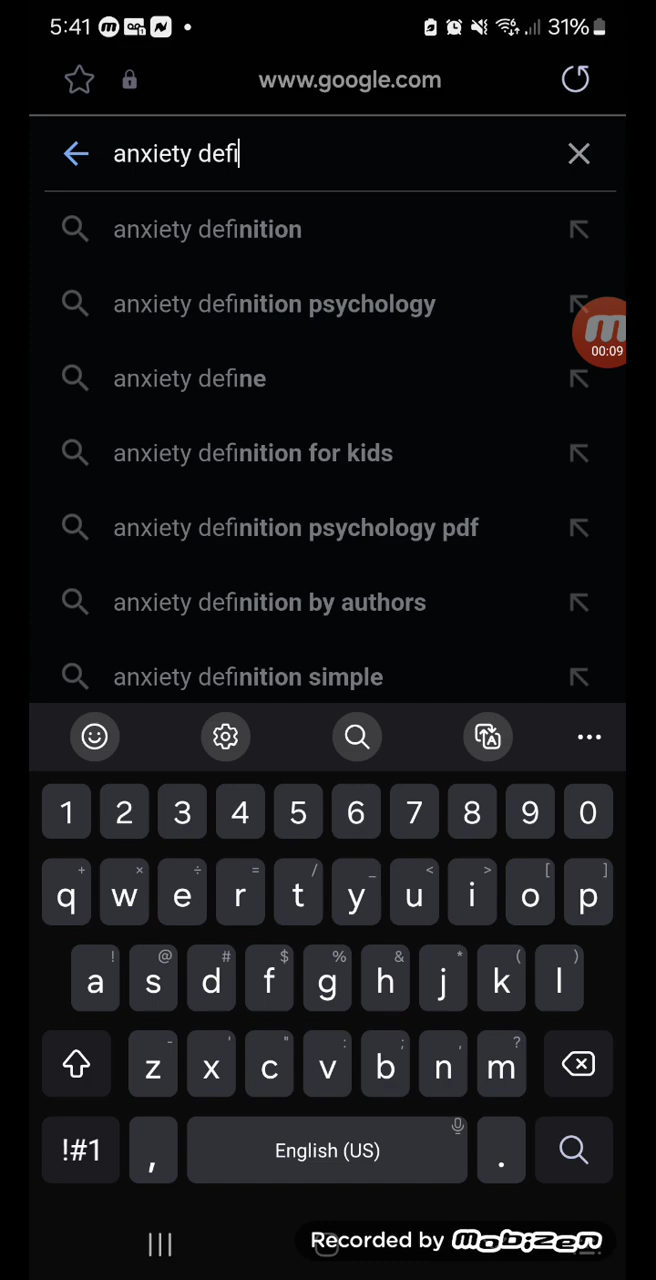 5:41 31%
www.google.com
anxiety defi
anxiety definition
anxiety definition psychology
00:09
anxiety define
anxiety definition for kids
anxiety definition psychology pdf
anxiety definition by authors
anxiety definition simple
1 2 3 4 5 6 7 8 9 0
+ × ÷ = / _ < > [ ]
q w e r t y u i o p
! @ # $ % & * ( )
a s d f g h j k l
- ' " : ; , ?
z x c v b n m
!#1 , English (US) .
Recorded by mobizen